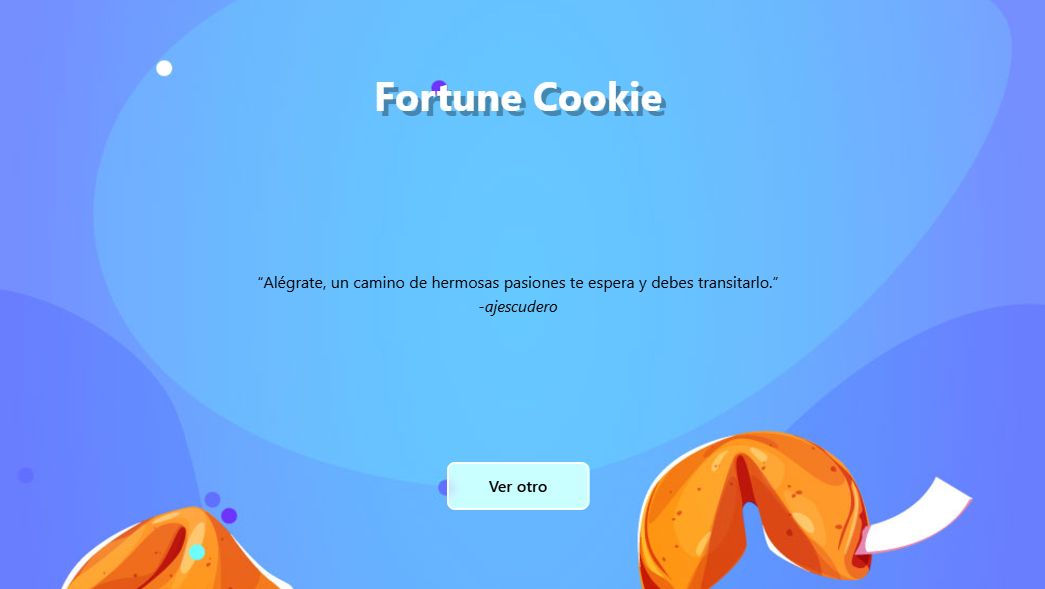 Fortune Cookie
“Alégrate, un camino de hermosas pasiones te espera y debes transitarlo.”
-ajescudero
Ver otro